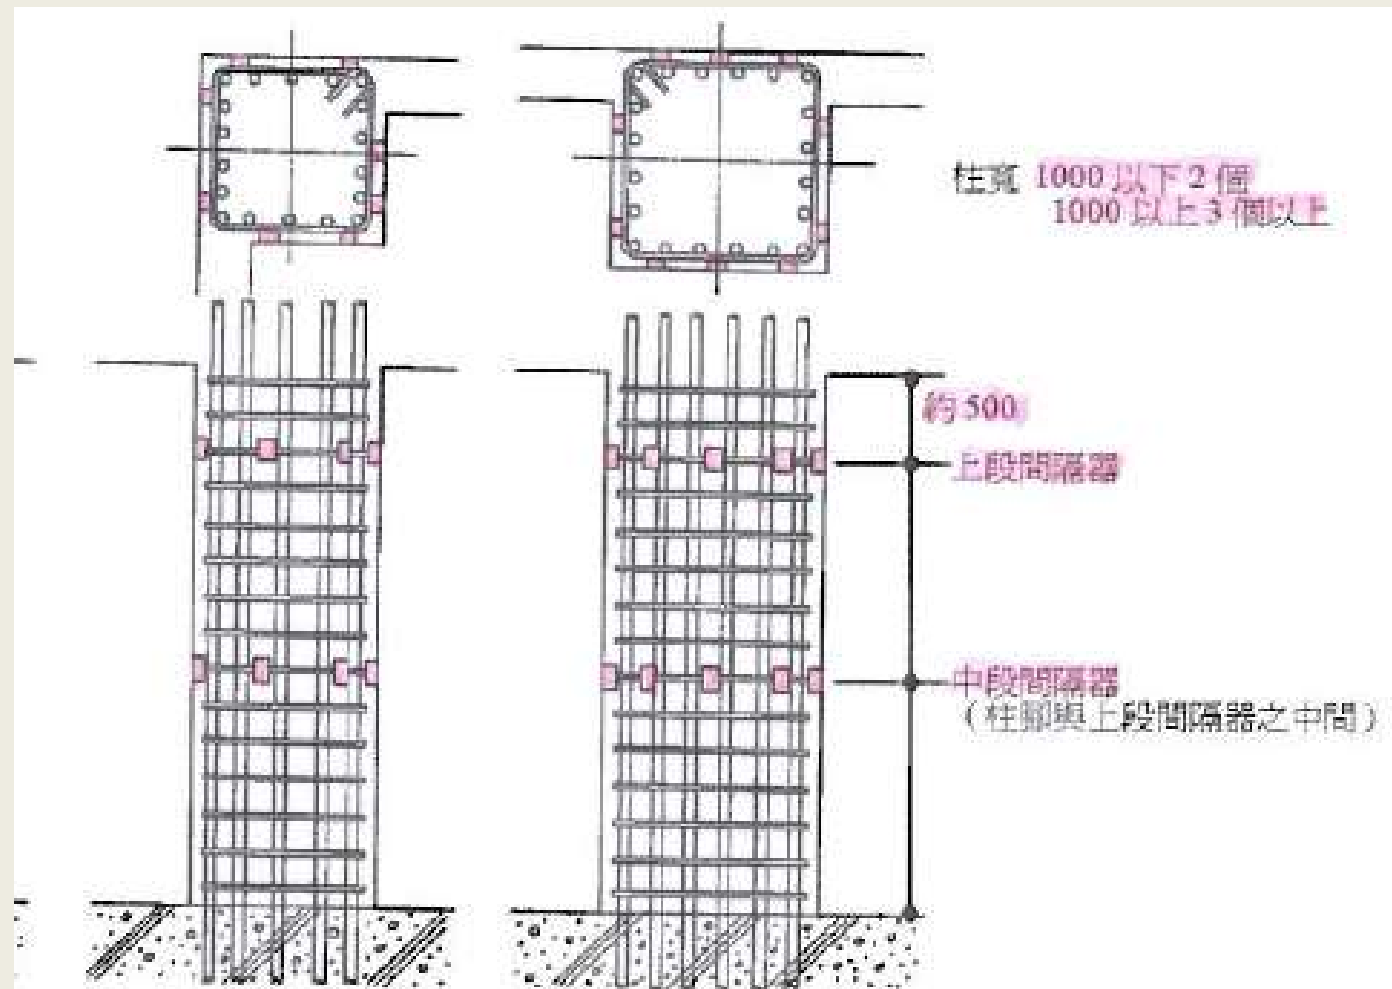 柱寬 1000 以下 2 個
1000 以上 3 個以上
約 500
上段間隔器
中段間隔器
(柱腳與上段間隔器之中間)